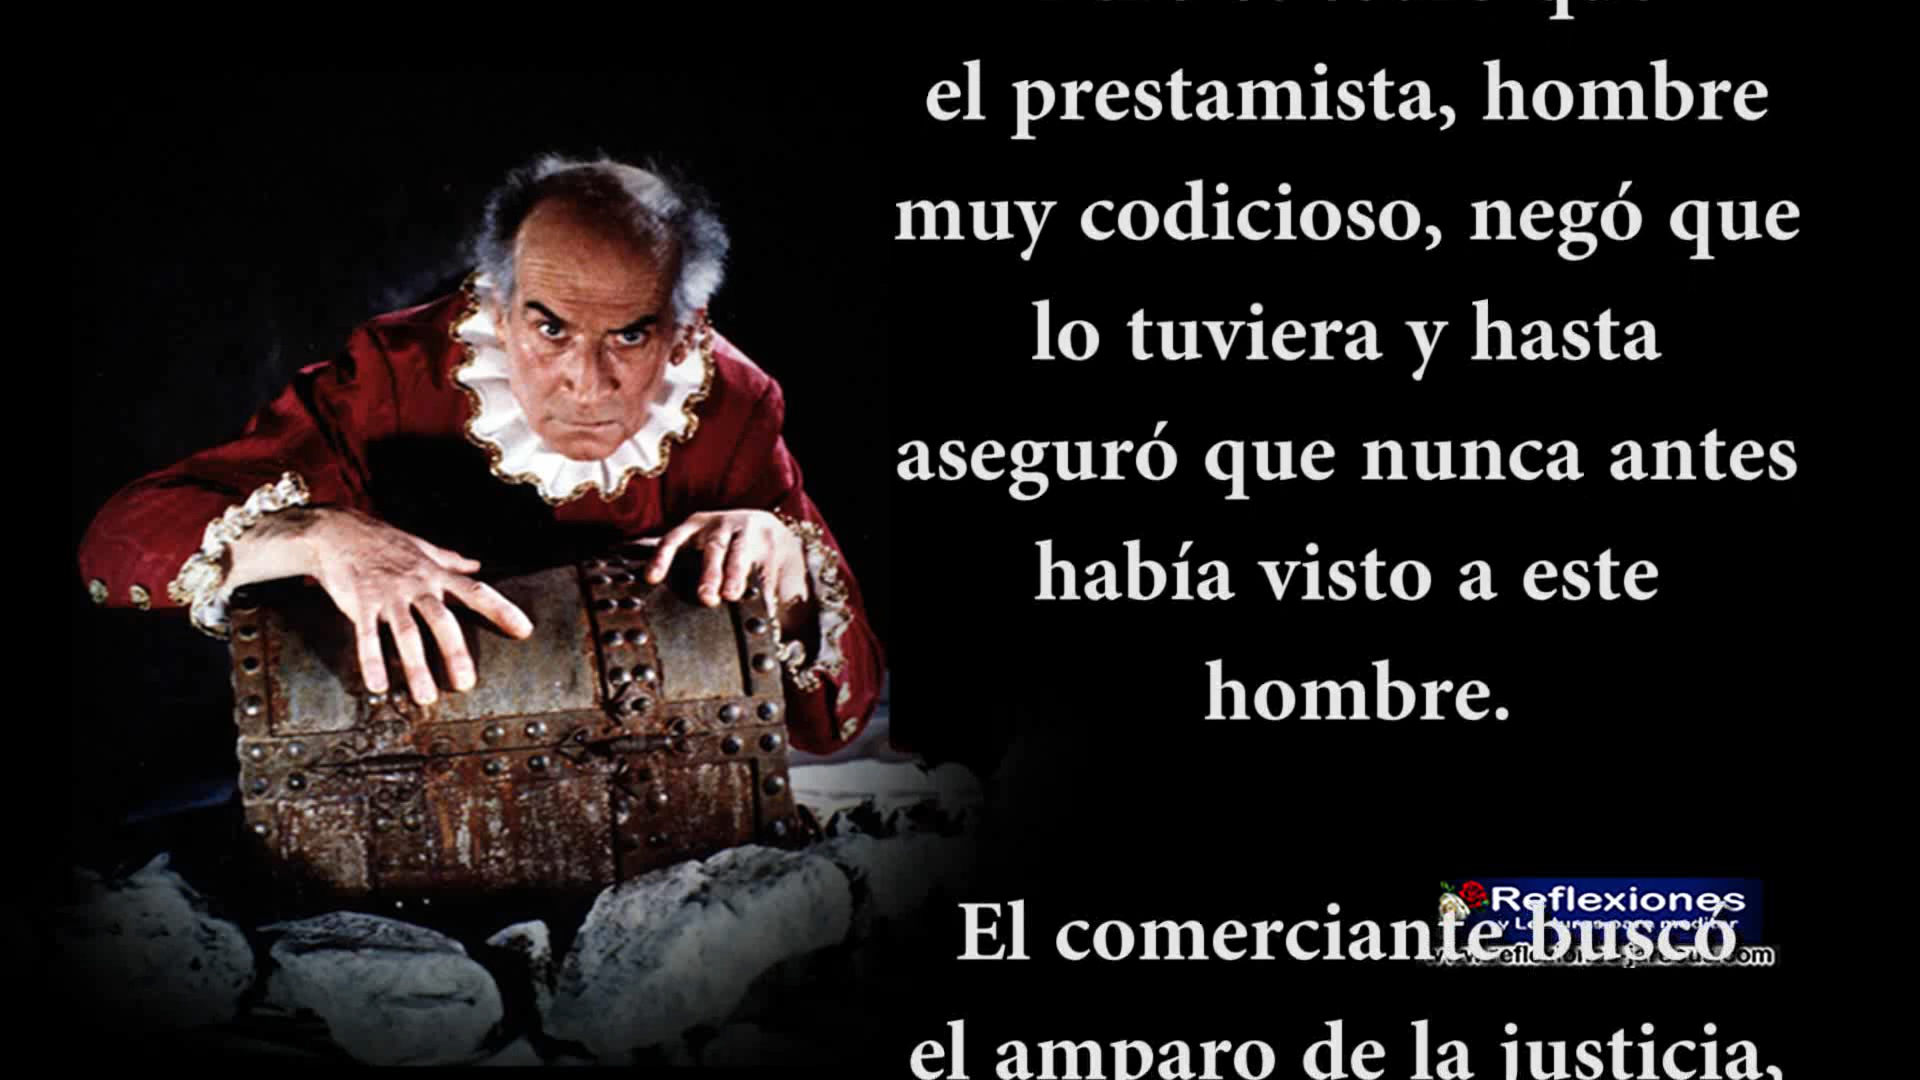 el prestamista, hombre
muy codicioso, negó que
lo tuviera y hasta
aseguró que nunca antes
había visto a este
hombre.
Reflexiones
El comerciante buscó
el amparo de la justicia,